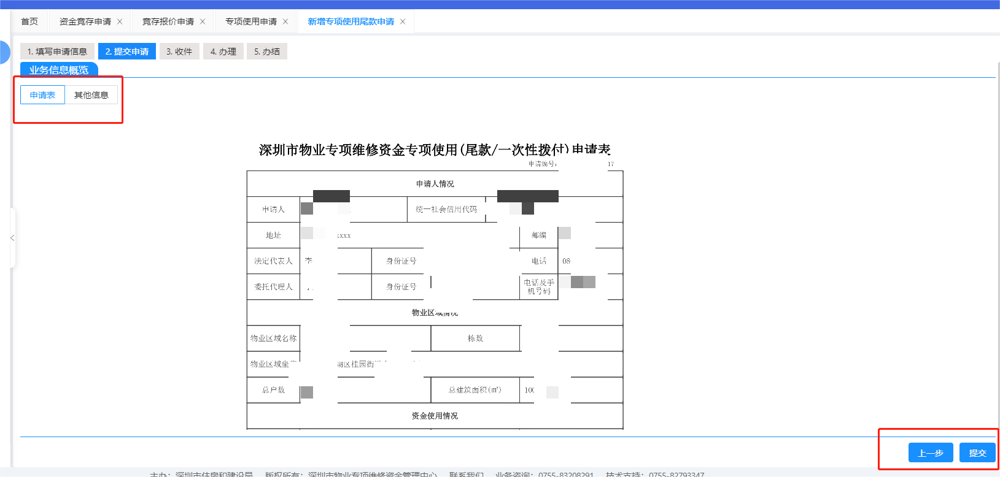 首页 资金竞存申请 × 竞存报价申请 × 专项使用申请 × 新增专项使用尾款申请 ×
1. 填写申请信息 2. 提交申请 3. 收件 4. 办理 5. 办结
业务信息概览
申请表 其他信息
深圳市物业专项维修资金专项使用(尾款/一次性拨付)申请表
申请编号: 17
申请人情况
申请人 统一社会信用代码
地址 xxxx 邮编
法定代表人 李 身份证号 电话 08
委托代理人 身份证号 电话及手机号码
物业区域情况
物业区域名称 栋数
物业区域坐 湖区桂园街
总户数 总建筑面积(㎡) 100
资金使用情况
上一步 提交
主办：深圳市住房和建设局 版权所有：深圳市物业专项维修资金管理中心 联系我们 业务咨询：0755-83208291 技术支持：0755-82793347